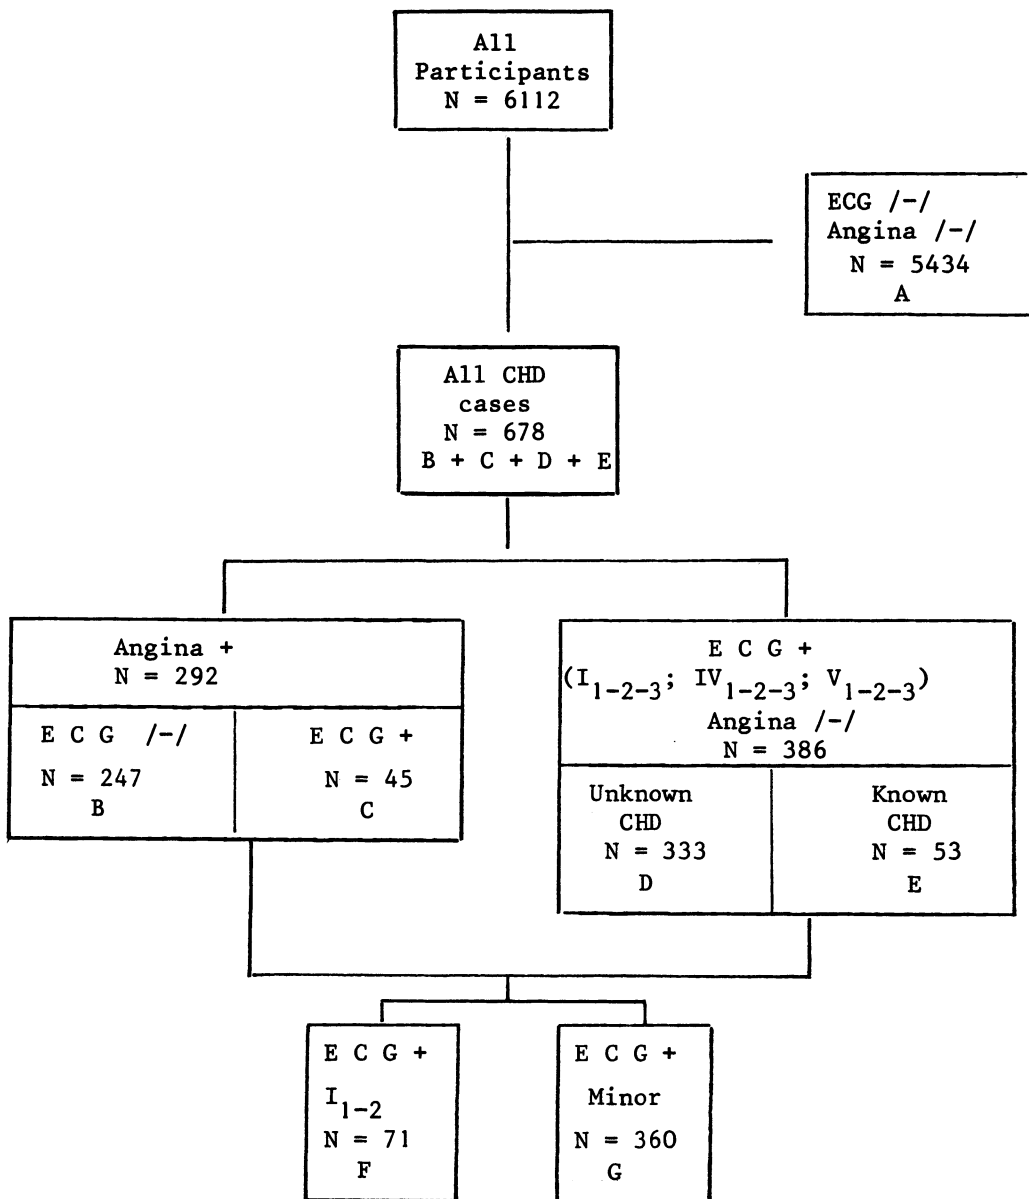 All
Participants
N = 6112
ECG /-/
Angina /-/
N = 5434
A
All CHD
cases
N = 678
B + C + D + E
Angina +
N = 292
E C G /-/
N = 247
B
E C G +
N = 45
C
E C G +
(I1-2-3; IV1-2-3; V1-2-3)
Angina /-/
N = 386
Unknown
CHD
N = 333
D
Known
CHD
N = 53
E
E C G +
I1-2
N = 71
F
E C G +
Minor
N = 360
G